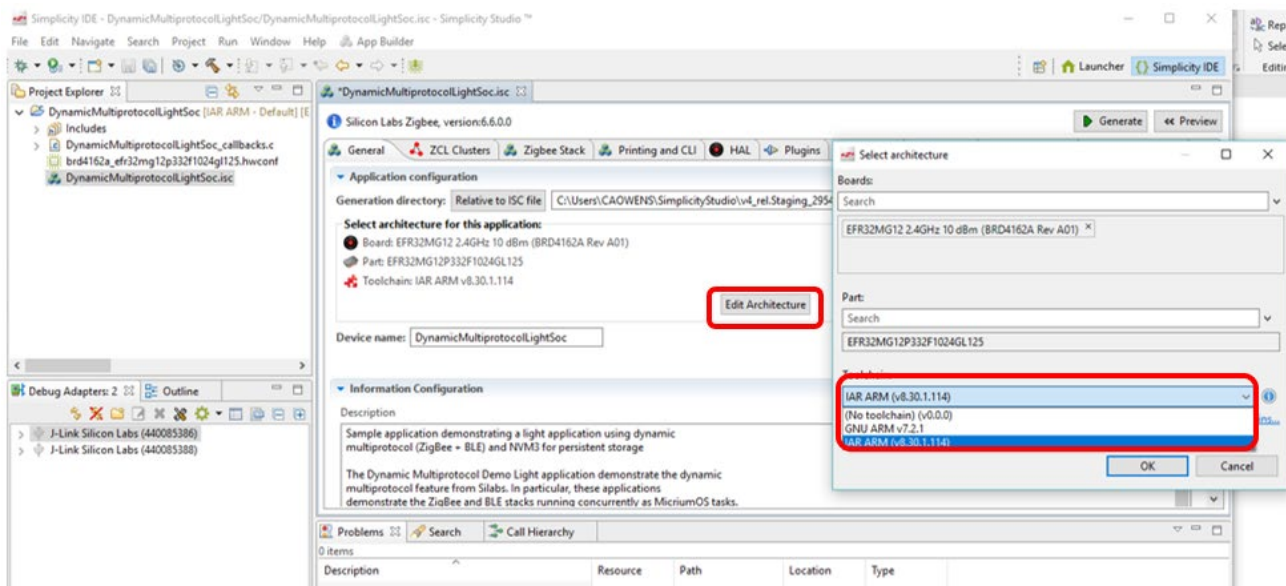 Simplicity IDE - DynamicMultiprotocolLightSoc/DynamicMultiprotocolLightSoc.isc - Simplicity Studio ™
File Edit Navigate Search Project Run Window Help App Builder
Rep
Sele
Launcher Simplicity IDE
Editin
Project Explorer
DynamicMultiprotocolLightSoc [IAR ARM - Default] [E
Includes
DynamicMultiprotocolLightSoc_callbacks.c
brd4162a_efr32mg12p332f1024gl125.hwconf
DynamicMultiprotocolLightSoc.isc
*DynamicMultiprotocolLightSoc.isc
Silicon Labs Zigbee, version:6.6.0.0
Generate Preview
General ZCL Clusters Zigbee Stack Printing and CLI HAL Plugins
Application configuration
Generation directory: Relative to ISC file C:\Users\CAOWENS\SimplicityStudio\v4_rel.Staging_2954
Select architecture for this application:
Board: EFR32MG12 2.4GHz 10 dBm (BRD4162A Rev A01)
Part: EFR32MG12P332F1024GL125
Toolchain: IAR ARM v8.30.1.114
Edit Architecture
Device name: DynamicMultiprotocolLightSoc
Information Configuration
Description
Sample application demonstrating a light application using dynamic
multiprotocol (ZigBee + BLE) and NVM3 for persistent storage
The Dynamic Multiprotocol Demo Light application demonstrate the dynamic
multiprotocol feature from Silabs. In particular, these applications
demonstrate the ZigBee and BLE stacks running concurrently as MicriumOS tasks.
Select architecture
Boards:
Search
EFR32MG12 2.4GHz 10 dBm (BRD4162A Rev A01) ×
Part:
Search
EFR32MG12P332F1024GL125
IAR ARM (v8.30.1.114)
(No toolchain) (v0.0.0)
GNU ARM v7.2.1
IAR ARM (v8.30.1.114)
OK Cancel
Debug Adapters: 2 Outline
J-Link Silicon Labs (440085386)
J-Link Silicon Labs (440085388)
Problems Search Call Hierarchy
0 items
Description Resource Path Location Type